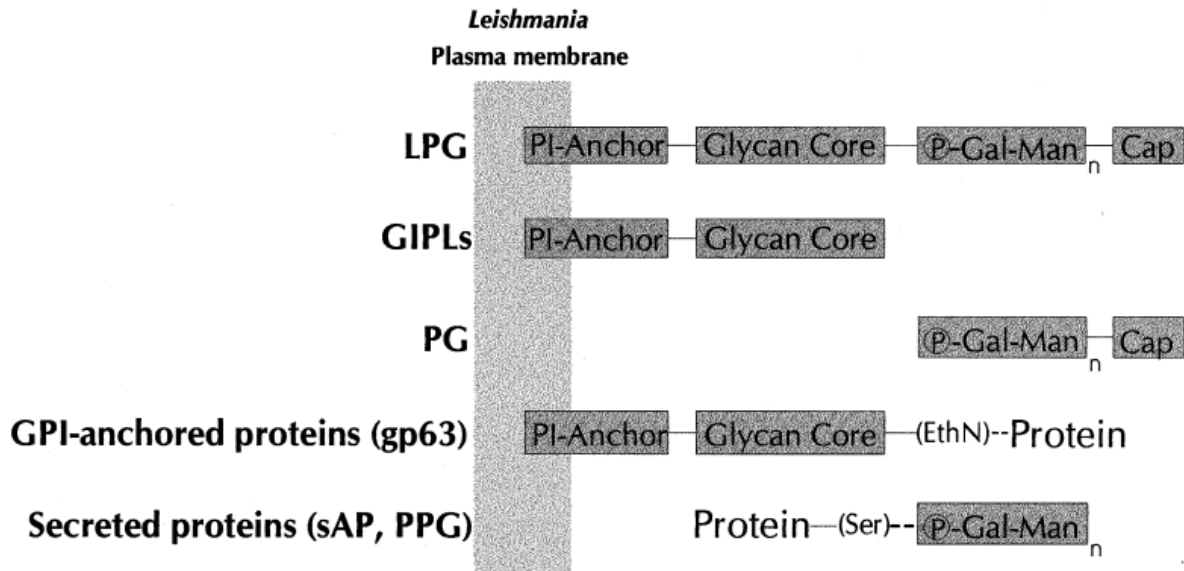 Leishmania
Plasma membrane
LPG PI-Anchor Glycan Core Ⓟ-Gal-Man n Cap
GIPLs PI-Anchor Glycan Core
PG Ⓟ-Gal-Man n Cap
GPI-anchored proteins (gp63) PI-Anchor Glycan Core (EthN)--Protein
Secreted proteins (sAP, PPG) Protein—(Ser)--Ⓟ-Gal-Man n